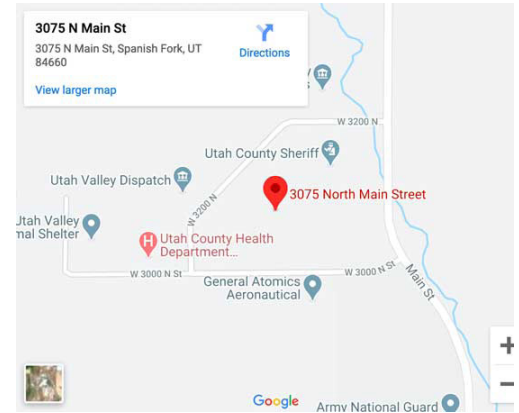 3075 N Main St
3075 N Main St, Spanish Fork, UT
84660
Directions
View larger map
W 3200 N
Utah County Sheriff
Utah Valley Dispatch
3075 North Main Street
W 3200 N
Utah Valley
mal Shelter
Utah County Health
Department...
W 3000 N St
W 3000 N St
Main St
General Atomics
Aeronautical
Google
Army National Guard